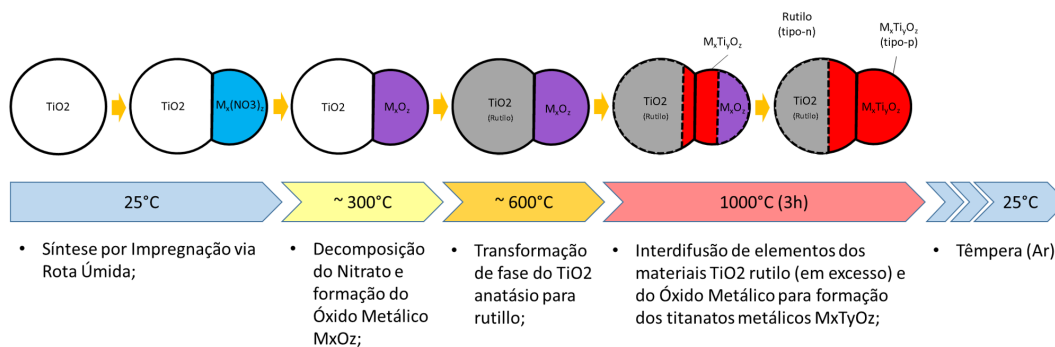 Rutilo
(tipo-n)
MxTiyOz
(tipo-p)
MxTiyOz
TiO2
TiO2
Mx(NO3)z
TiO2
MxOz
TiO2
(Rutilo)
MxOz
TiO2
(Rutilo)
MxOz
TiO2
(Rutilo)
MxTiyOz
25°C
~ 300°C
~ 600°C
1000°C (3h)
25°C
• Síntese por Impregnação via
Rota Úmida;
• Decomposição
do Nitrato e
formação do
Óxido Metálico
MxOz;
• Transformação
de fase do TiO2
anatásio para
rutillo;
• Interdifusão de elementos dos
materiais TiO2 rutilo (em excesso) e
do Óxido Metálico para formação
dos titanatos metálicos MxTyOz;
• Têmpera (Ar)